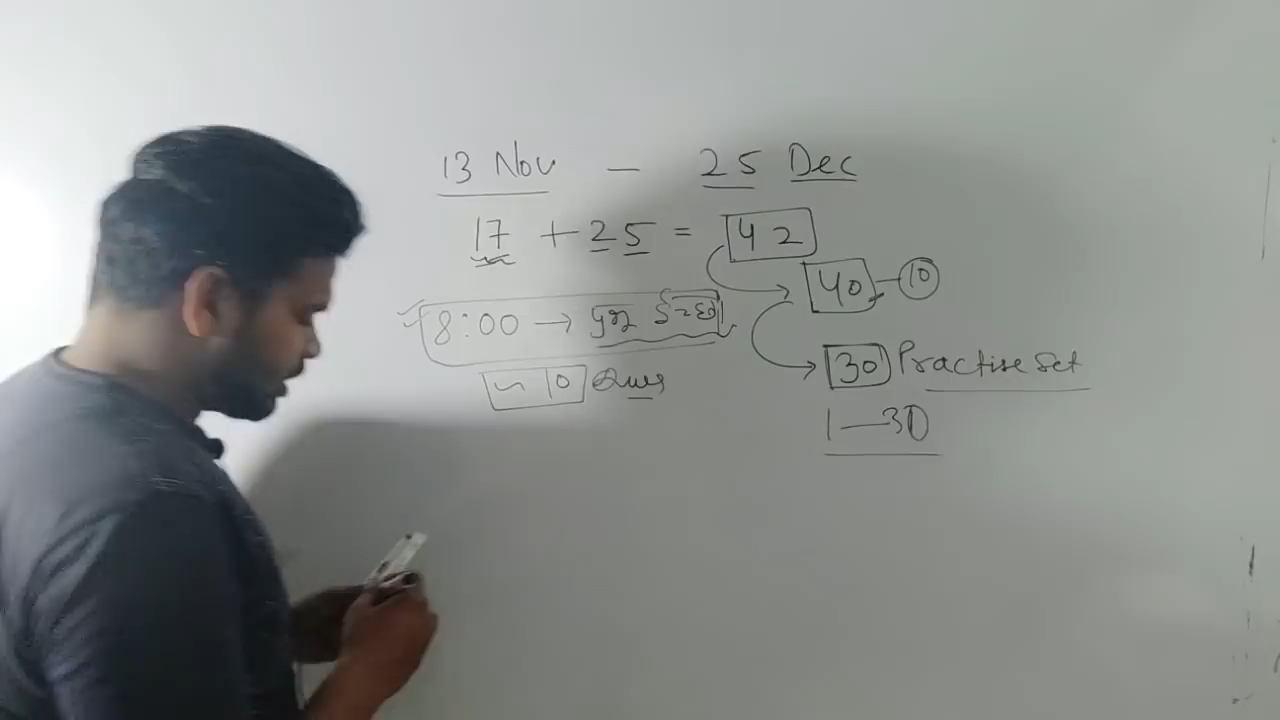 13 Nov — 25 Dec
17 + 25 = 42
40 — 10
8:00 →
~ 10 Ques
30 Practise Set
1—30